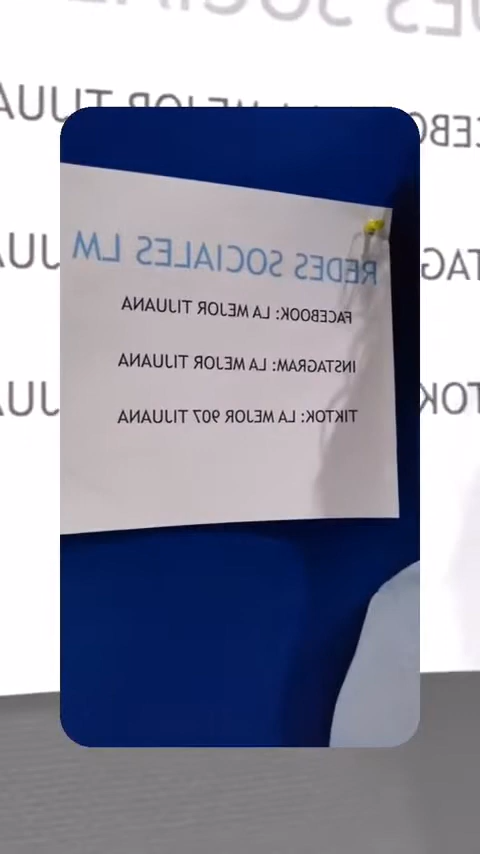 REDES SOCIALES LM
FACEBOOK: LA MEJOR TIJUANA
INSTAGRAM: LA MEJOR TIJUANA
TIKTOK: LA MEJOR 907 TIJUANA